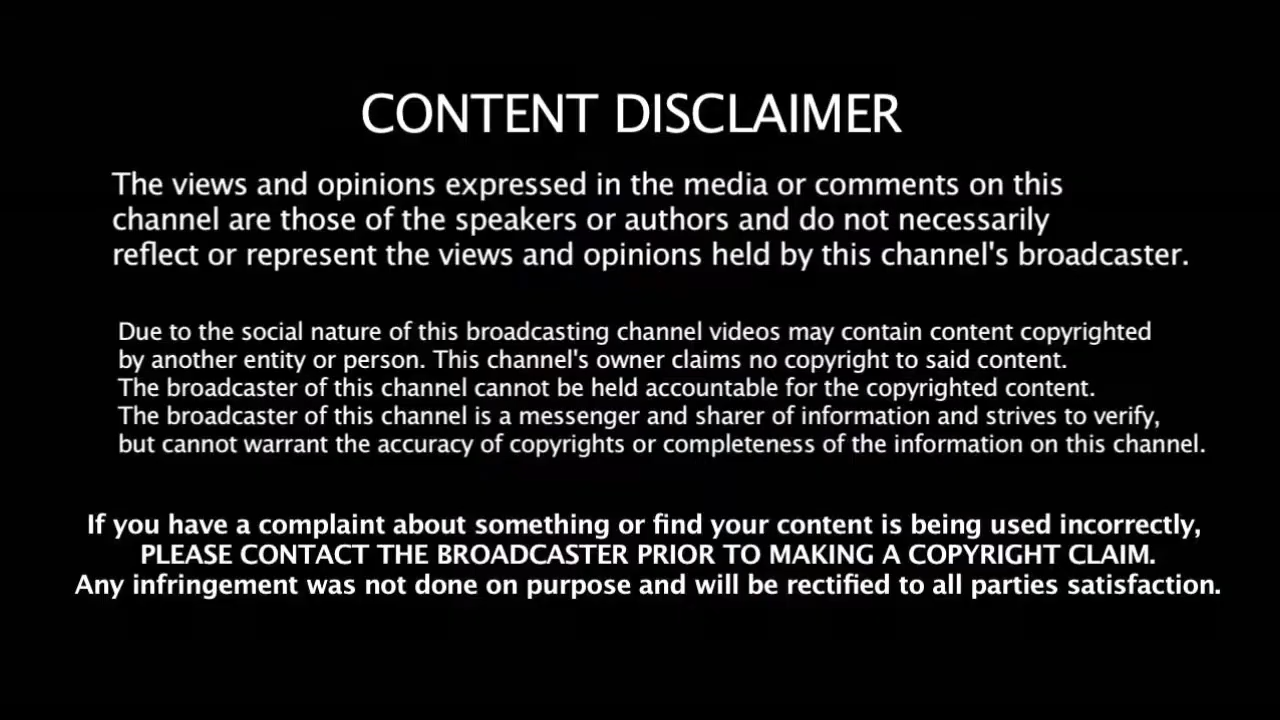 CONTENT DISCLAIMER
The views and opinions expressed in the media or comments on this
channel are those of the speakers or authors and do not necessarily
reflect or represent the views and opinions held by this channel's broadcaster.
Due to the social nature of this broadcasting channel videos may contain content copyrighted
by another entity or person. This channel's owner claims no copyright to said content.
The broadcaster of this channel cannot be held accountable for the copyrighted content.
The broadcaster of this channel is a messenger and sharer of information and strives to verify,
but cannot warrant the accuracy of copyrights or completeness of the information on this channel.
If you have a complaint about something or find your content is being used incorrectly,
PLEASE CONTACT THE BROADCASTER PRIOR TO MAKING A COPYRIGHT CLAIM.
Any infringement was not done on purpose and will be rectified to all parties satisfaction.